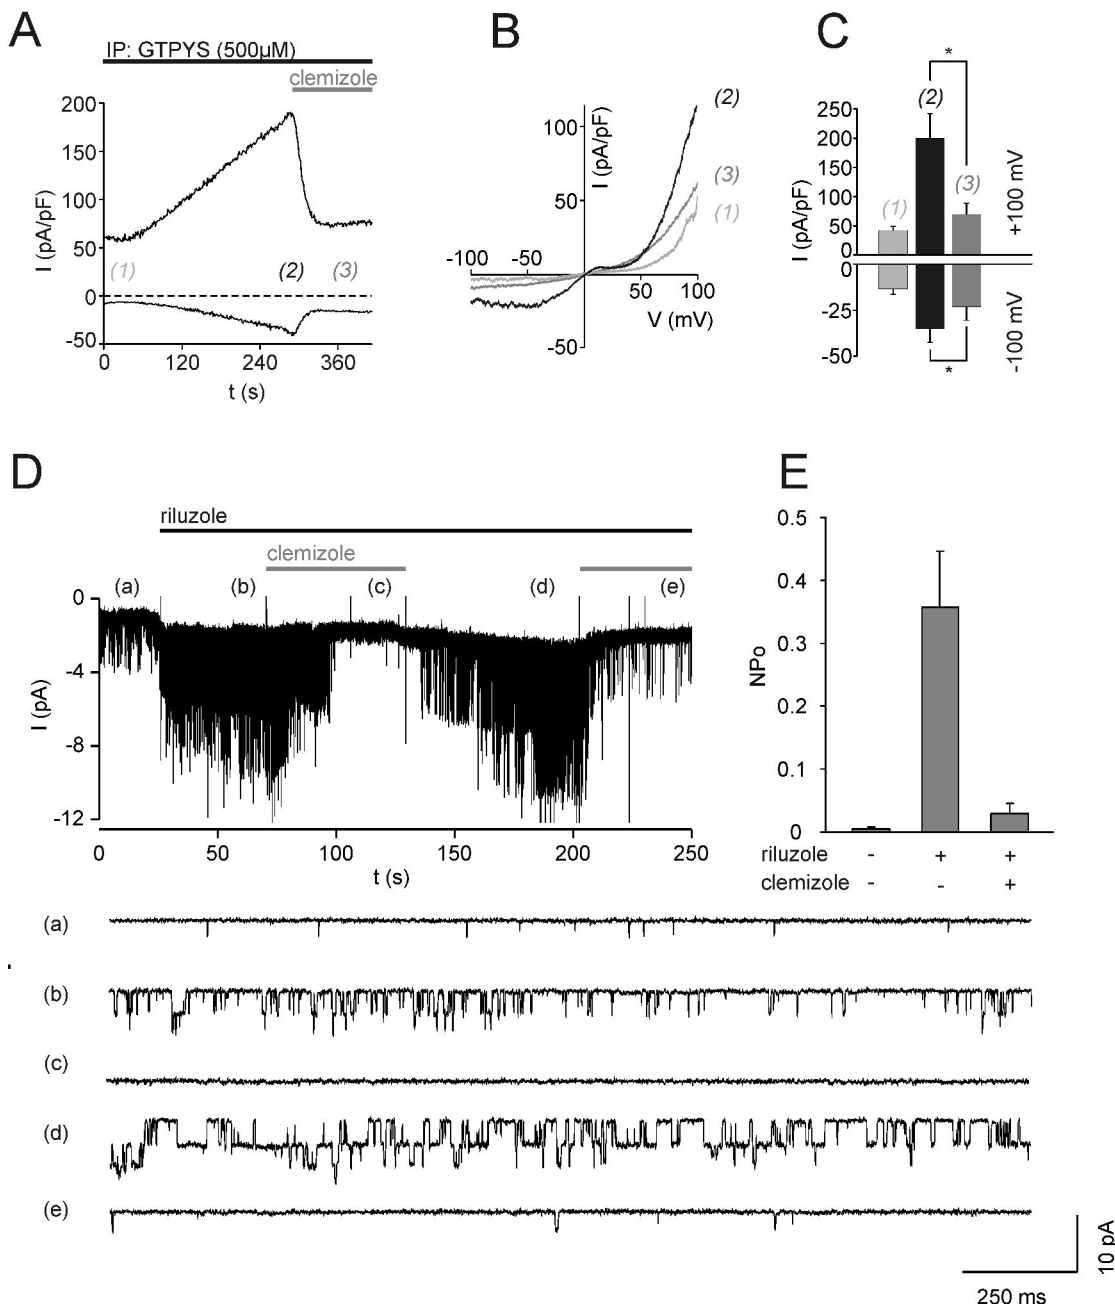 A
IP: GTPYS (500µM)
clemizole
200
150
100
50
0
-50
I (pA/pF)
(1)
(2)
(3)
0
120
240
360
t (s)
B
100
50
-50
I (pA/pF)
-100
-50
50
100
V (mV)
(2)
(3)
(1)
C
*
250
200
150
100
50
0
0
-25
-50
I (pA/pF)
(1)
(2)
(3)
+100 mV
-100 mV
*
D
riluzole
clemizole
(a)
(b)
(c)
(d)
(e)
0
-4
-8
-12
I (pA)
0
50
100
150
200
250
t (s)
E
0.5
0.4
0.3
0.2
0.1
0
NPo
riluzole - + +
clemizole - - +
(a)
(b)
(c)
(d)
(e)
10 pA
250 ms